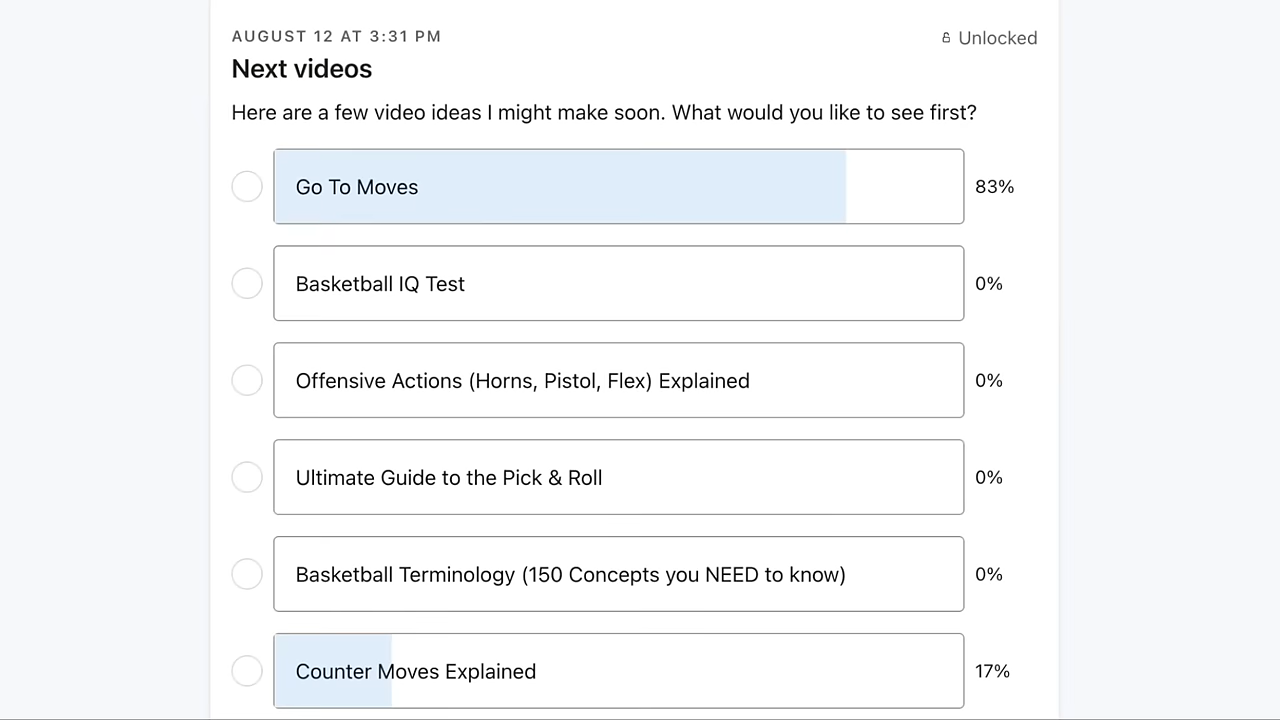 AUGUST 12 AT 3:31 PM
Unlocked
Next videos
Here are a few video ideas I might make soon. What would you like to see first?
Go To Moves
83%
Basketball IQ Test
0%
Offensive Actions (Horns, Pistol, Flex) Explained
0%
Ultimate Guide to the Pick & Roll
0%
Basketball Terminology (150 Concepts you NEED to know)
0%
Counter Moves Explained
17%